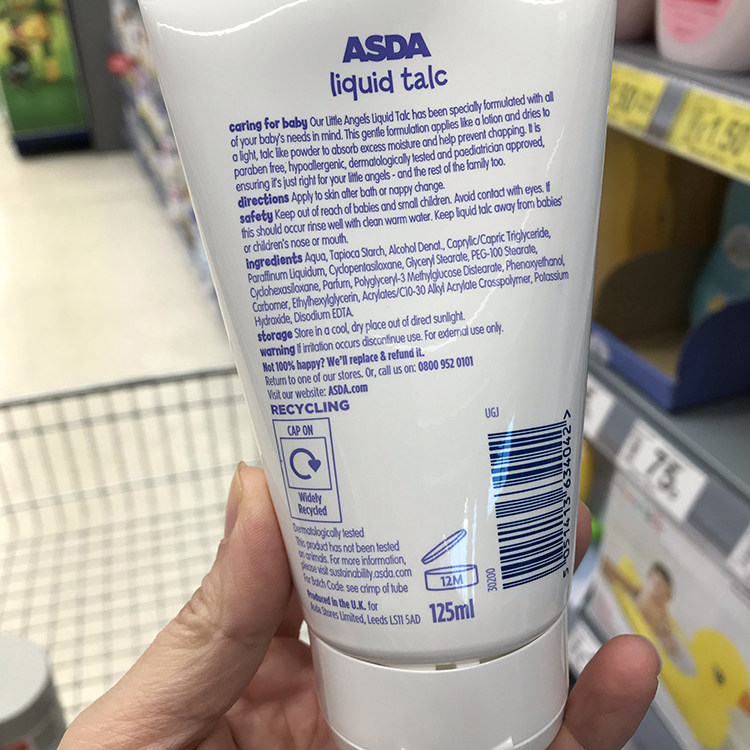 ASDA
liquid talc
caring for baby Our Little Angels Liquid Talc has been specially formulated with all
of your baby's needs in mind. This gentle formulation applies like a lotion and dries to
a light, talc like powder to absorb excess moisture and help prevent chapping. It is
paraben free, hypoallergenic, dermatologically tested and paediatrician approved,
ensuring it's just right for your little angels - and the rest of the family too.
directions Apply to skin after bath or nappy change.
safety Keep out of reach of babies and small children. Avoid contact with eyes. If
this should occur rinse well with clean warm water. Keep liquid talc away from babies'
or children's nose or mouth.
ingredients Aqua, Tapioca Starch, Alcohol Denat., Caprylic/Capric Triglyceride,
Paraffinum Liquidum, Cyclopentasiloxane, Glyceryl Stearate, PEG-100 Stearate,
Cyclohexasiloxane, Parfum, Polyglyceryl-3 Methylglucose Distearate, Phenoxyethanol,
Carbomer, Ethylhexylglycerin, Acrylates/C10-30 Alkyl Acrylate Crosspolymer, Potassium
Hydroxide, Disodium EDTA.
storage Store in a cool, dry place out of direct sunlight.
warning If irritation occurs discontinue use. For external use only.
Not 100% happy? We'll replace & refund it.
Return to one of our stores. Or, call us on: 0800 952 0101
Visit our website: ASDA.com
RECYCLING
CAP ON
Widely
Recycled
UGJ
5 051413 634042 >
30200
Dermatologically tested
This product has not been tested
on animals. For more information,
please visit sustainability.asda.com
For Batch Code: see crimp of tube
Produced in the U.K. for
Asda Stores Limited, Leeds LS11 5AD
12M
125ml
75p